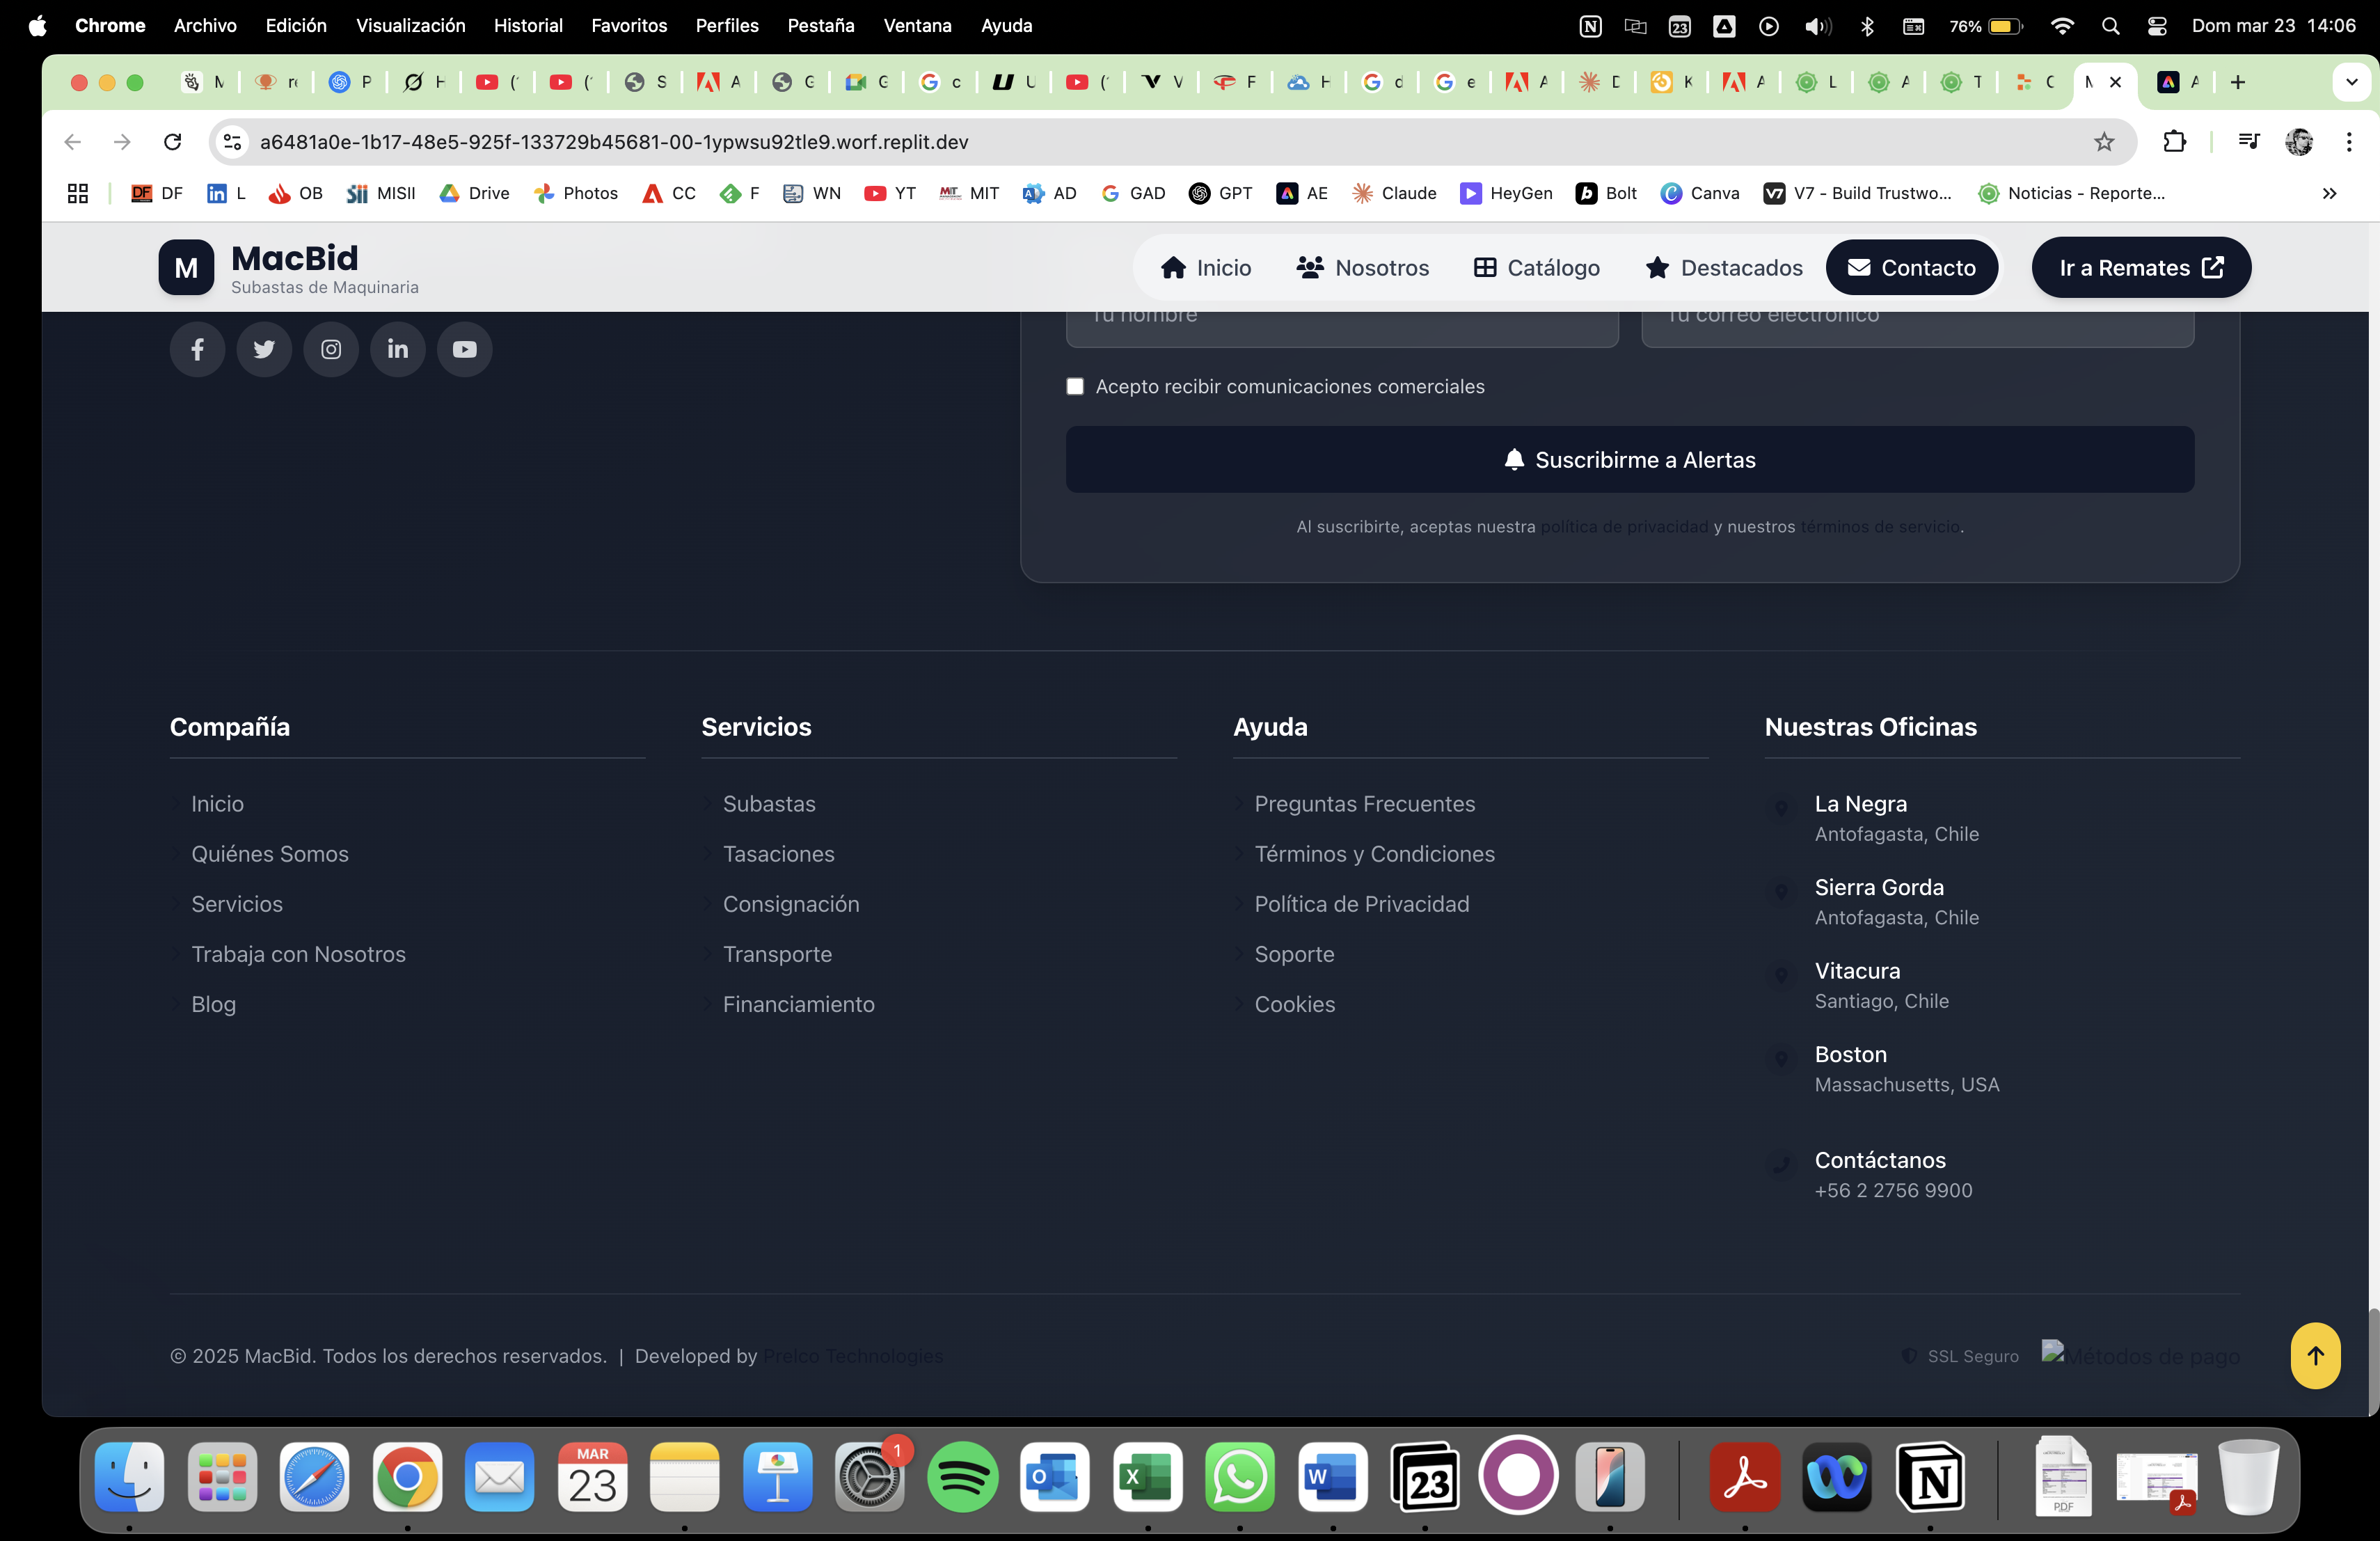 Chrome Archivo Edición Visualización Historial Favoritos Perfiles Pestaña Ventana Ayuda 23 76% Dom mar 23 14:06
a6481a0e-1b17-48e5-925f-133729b45681-00-1ypwsu92tle9.worf.replit.dev
DF DF L OB MISII Drive Photos CC F WN YT MIT AD GAD GPT AE Claude HeyGen Bolt Canva V7 - Build Trustwo... Noticias - Reporte...
M MacBid
Subastas de Maquinaria
Inicio Nosotros Catálogo Destacados Contacto Ir a Remates
Tu nombre Tu correo electrónico
Acepto recibir comunicaciones comerciales
Suscribirme a Alertas
Al suscribirte, aceptas nuestra política de privacidad y nuestros términos de servicio.
Compañía
Inicio
Quiénes Somos
Servicios
Trabaja con Nosotros
Blog
Servicios
Subastas
Tasaciones
Consignación
Transporte
Financiamiento
Ayuda
Preguntas Frecuentes
Términos y Condiciones
Política de Privacidad
Soporte
Cookies
Nuestras Oficinas
La Negra
Antofagasta, Chile
Sierra Gorda
Antofagasta, Chile
Vitacura
Santiago, Chile
Boston
Massachusetts, USA
Contáctanos
+56 2 2756 9900
© 2025 MacBid. Todos los derechos reservados. | Developed by Prelco Technologies
SSL Seguro Métodos de pago
MAR
23
1
23
PDF